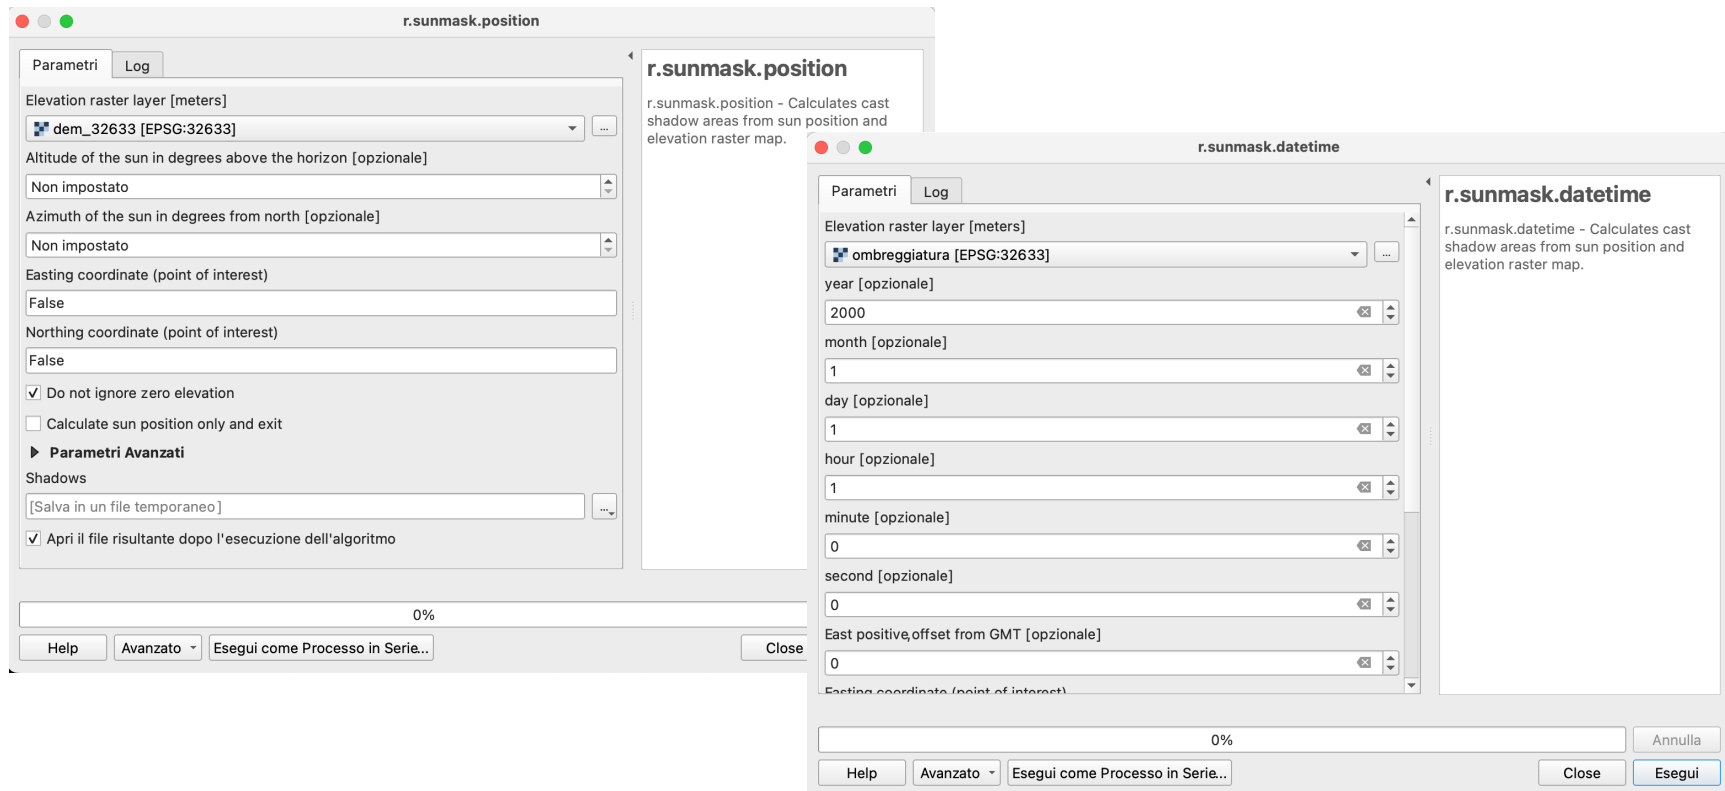 r.sunmask.position
Parametri
Log
Elevation raster layer [meters]
dem_32633 [EPSG:32633]
...
Altitude of the sun in degrees above the horizon [opzionale]
Non impostato
Azimuth of the sun in degrees from north [opzionale]
Non impostato
Easting coordinate (point of interest)
False
Northing coordinate (point of interest)
False
Do not ignore zero elevation
Calculate sun position only and exit
Parametri Avanzati
Shadows
[Salva in un file temporaneo]
...
Apri il file risultante dopo l'esecuzione dell'algoritmo
r.sunmask.position
r.sunmask.position - Calculates cast
shadow areas from sun position and
elevation raster map.
0%
Help
Avanzato
Esegui come Processo in Serie...
Close
r.sunmask.datetime
Parametri
Log
Elevation raster layer [meters]
ombreggiatura [EPSG:32633]
...
year [opzionale]
2000
month [opzionale]
1
day [opzionale]
1
hour [opzionale]
1
minute [opzionale]
0
second [opzionale]
0
East positive,offset from GMT [opzionale]
0
Easting coordinate (point of interest)
r.sunmask.datetime
r.sunmask.datetime - Calculates cast
shadow areas from sun position and
elevation raster map.
0%
Annulla
Help
Avanzato
Esegui come Processo in Serie...
Close
Esegui